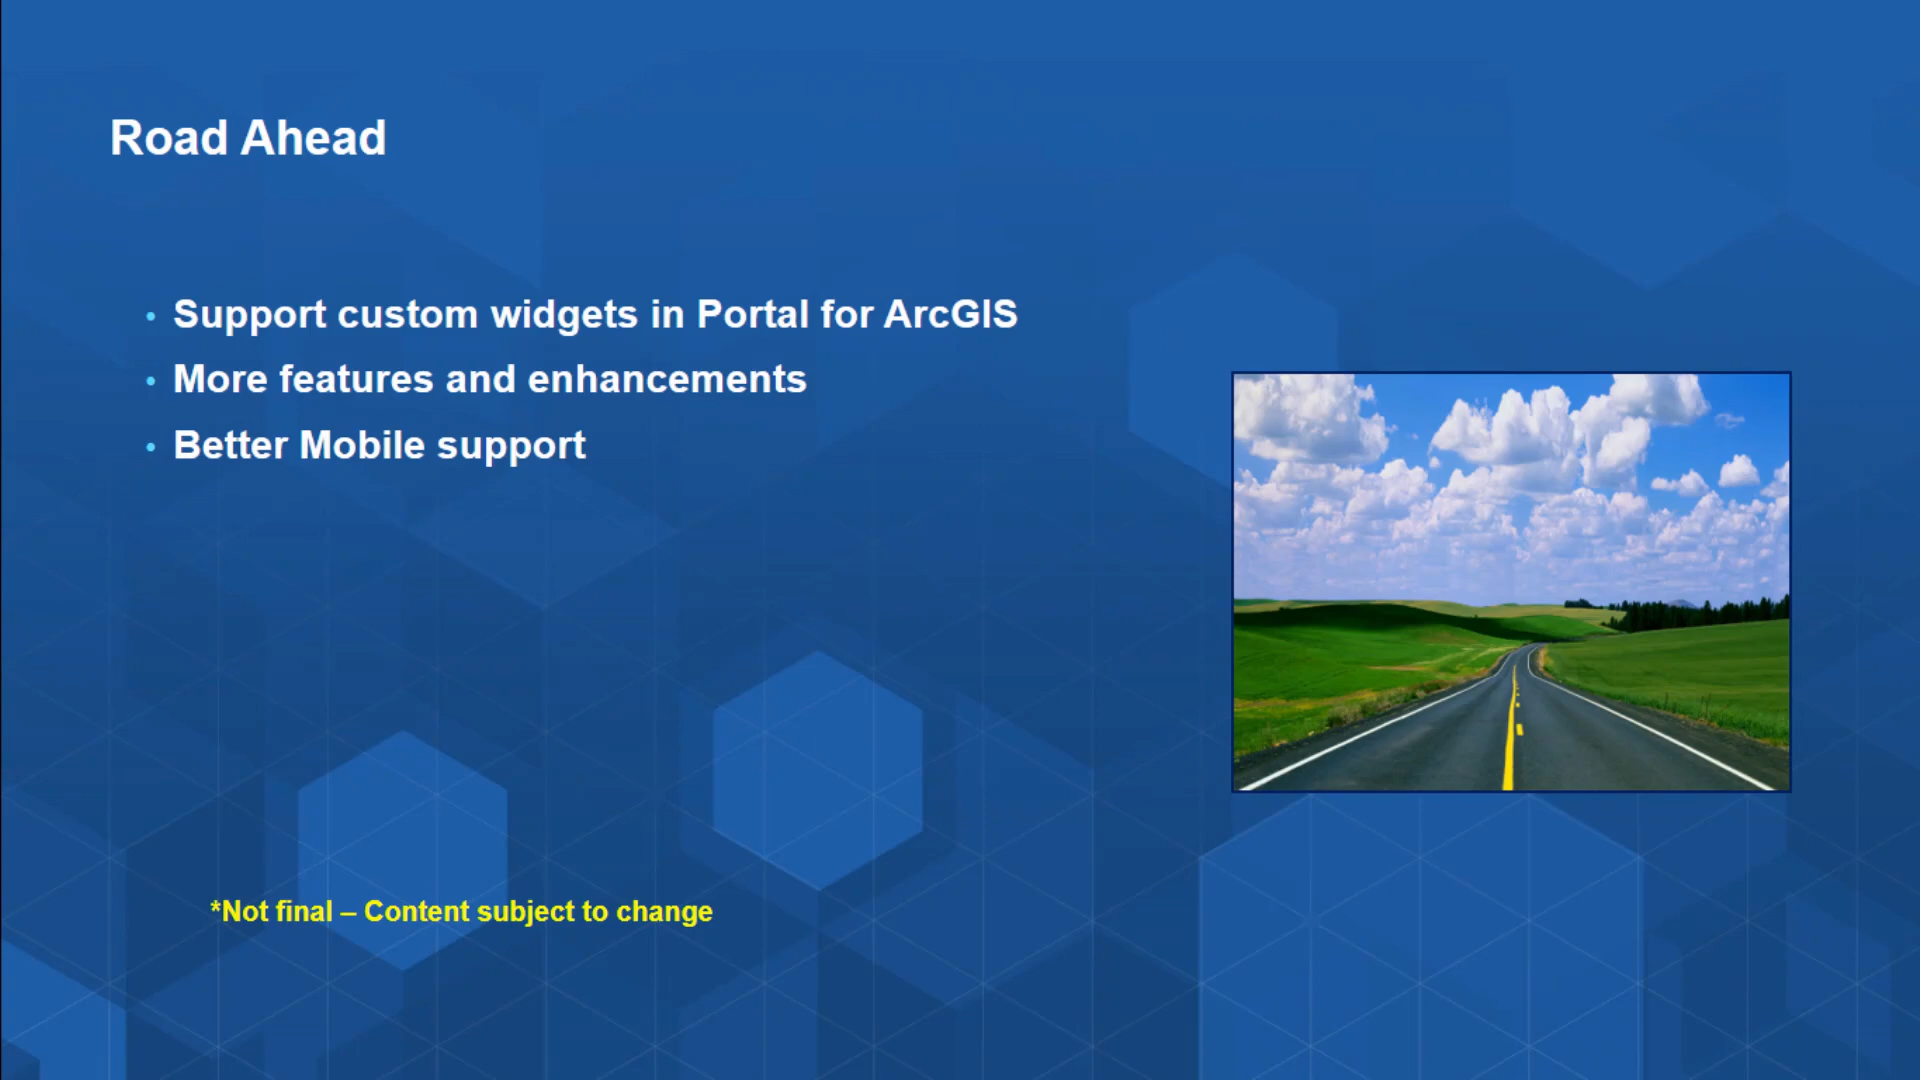 Road Ahead
• Support custom widgets in Portal for ArcGIS
• More features and enhancements
• Better Mobile support
*Not final – Content subject to change